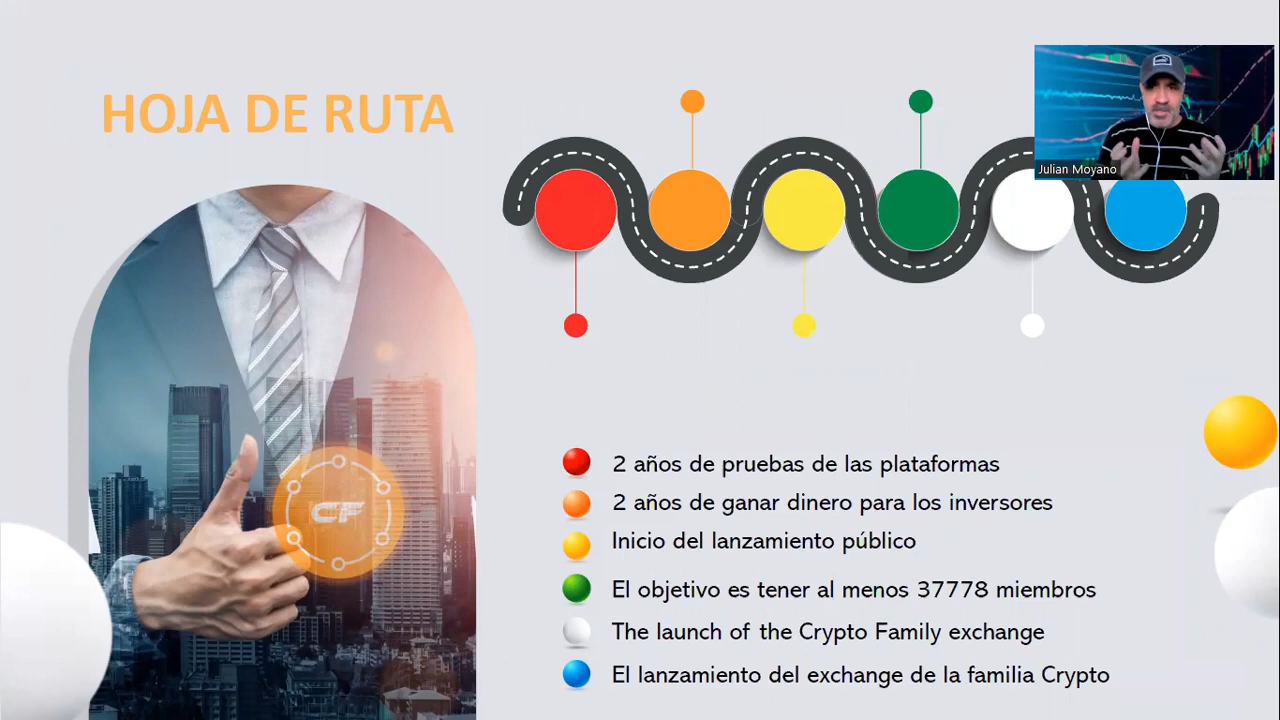 HOJA DE RUTA
Julian Moyano
CF
2 años de pruebas de las plataformas
2 años de ganar dinero para los inversores
Inicio del lanzamiento público
El objetivo es tener al menos 37778 miembros
The launch of the Crypto Family exchange
El lanzamiento del exchange de la familia Crypto